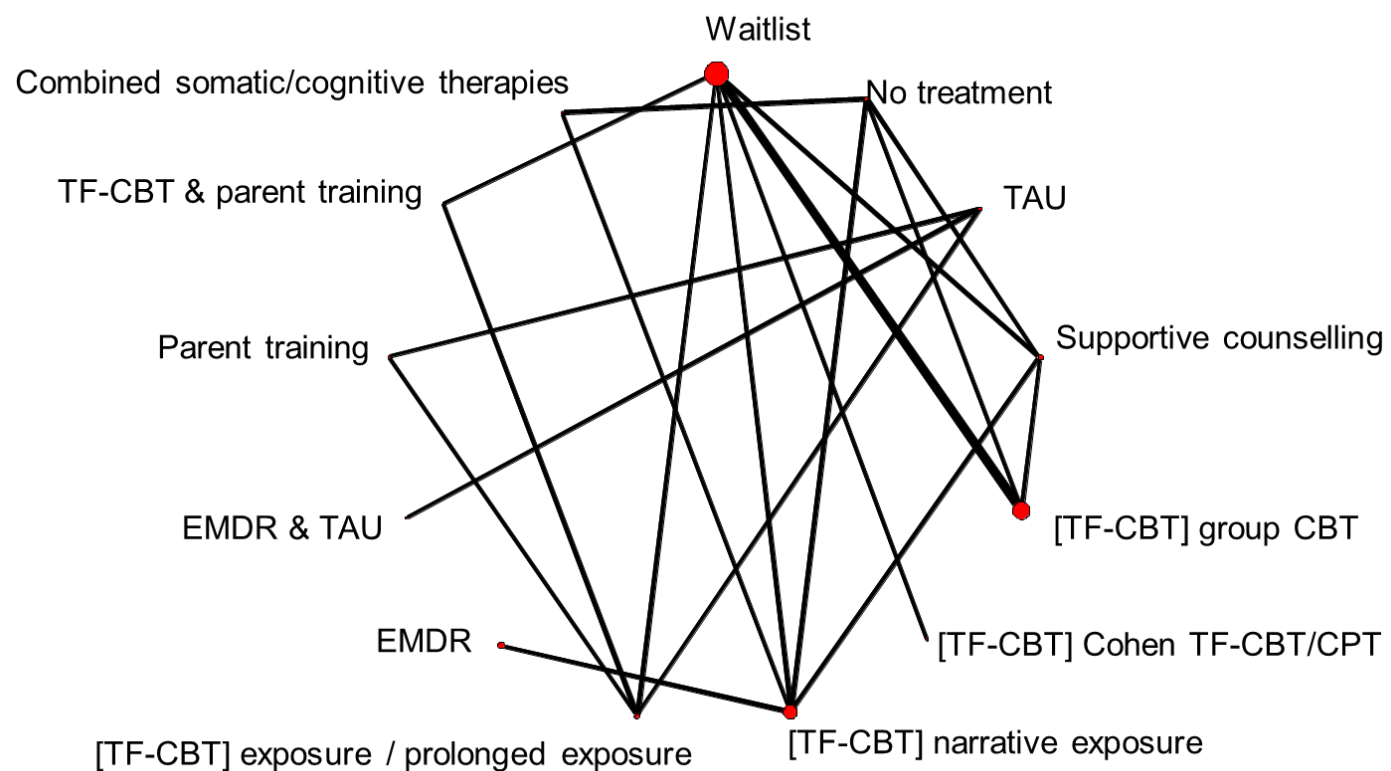 Waitlist
Combined somatic/cognitive therapies
No treatment
TF-CBT & parent training
TAU
Parent training
Supportive counselling
EMDR & TAU
[TF-CBT] group CBT
EMDR
[TF-CBT] Cohen TF-CBT/CPT
[TF-CBT] exposure / prolonged exposure
[TF-CBT] narrative exposure